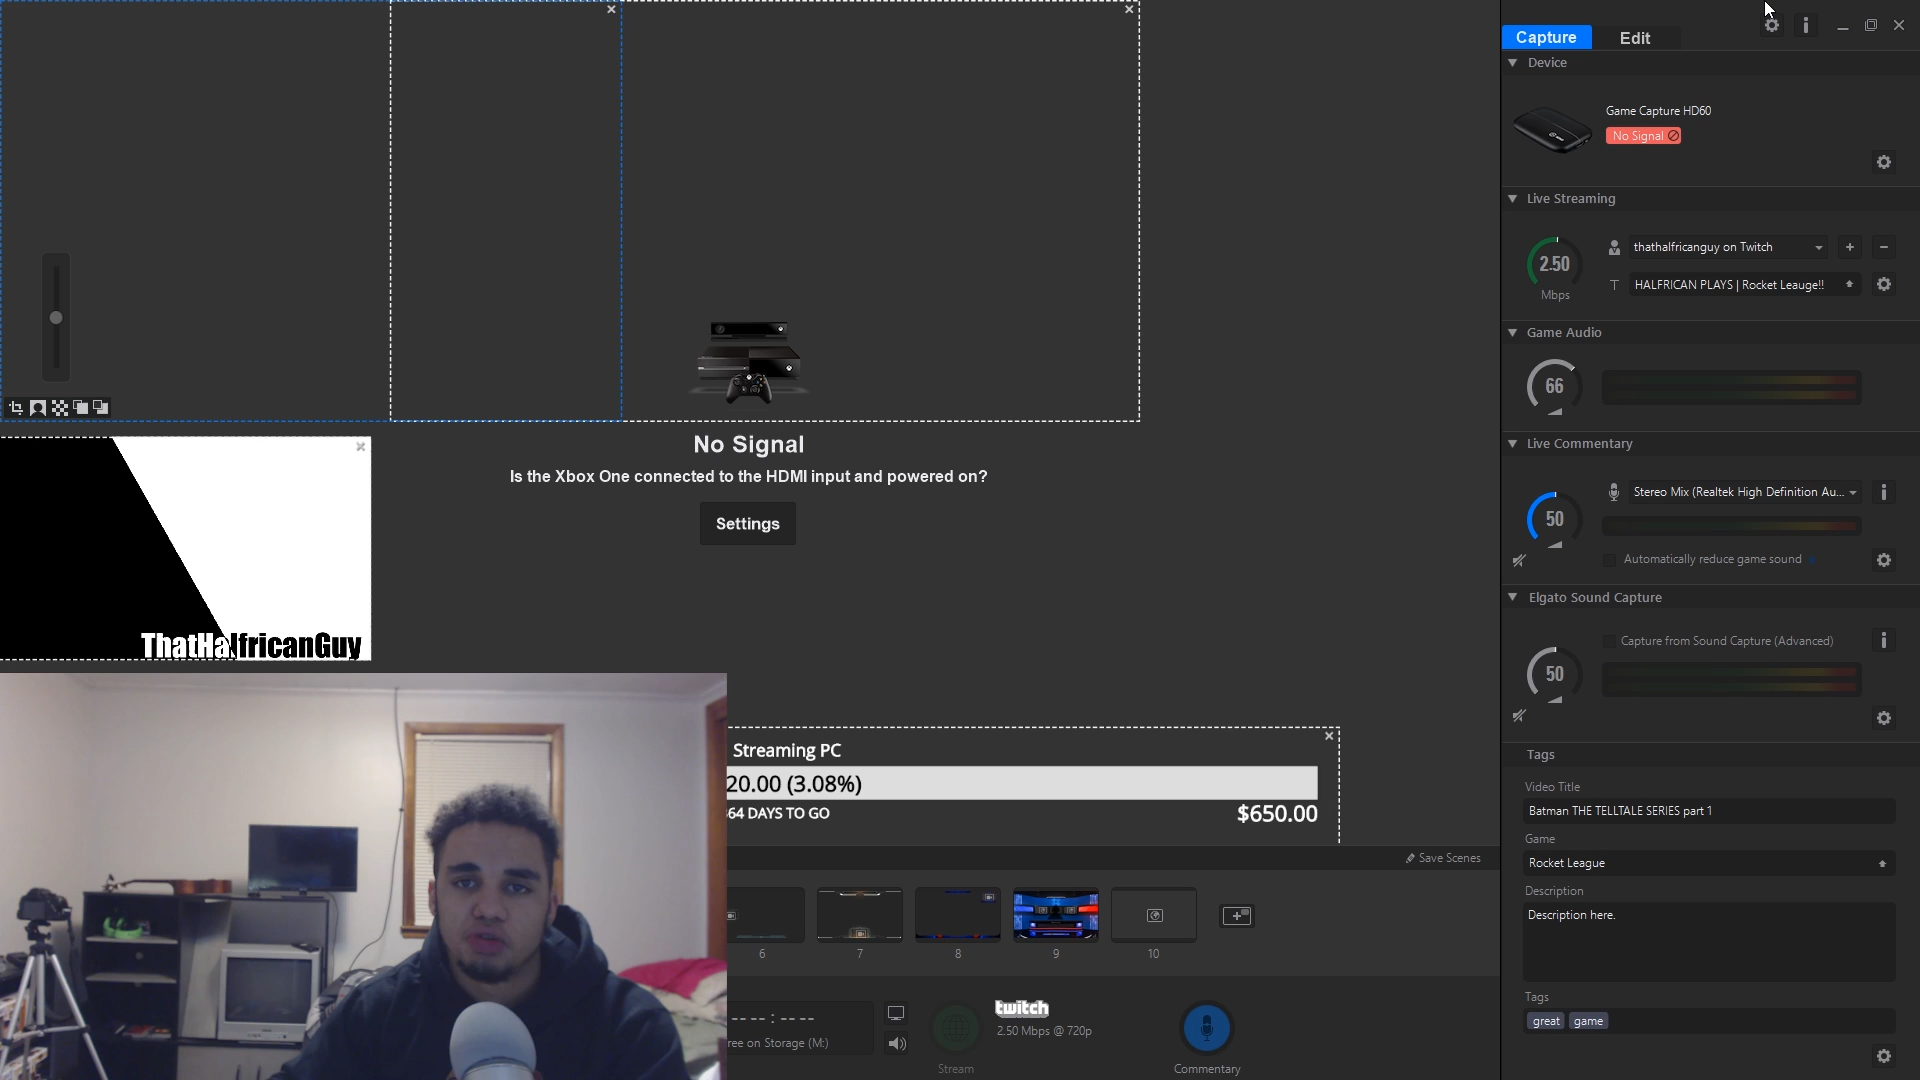 Capture
Edit
Device
Game Capture HD60
No Signal
Live Streaming
2.50
Mbps
thathalfricanguy on Twitch
HALFRICAN PLAYS | Rocket Leauge!!
Game Audio
66
Live Commentary
Stereo Mix (Realtek High Definition Au...
50
Automatically reduce game sound
Elgato Sound Capture
Capture from Sound Capture (Advanced)
50
Tags
Video Title
Batman THE TELLTALE SERIES part 1
Game
Rocket League
Description
Description here.
Tags
great game
No Signal
Is the Xbox One connected to the HDMI input and powered on?
Settings
ThatHalfricanGuy
Streaming PC
20.00 (3.08%)
64 DAYS TO GO
$650.00
Save Scenes
6 7 8 9 10
-- -- : -- --
ree on Storage (M:)
Stream
twitch
2.50 Mbps @ 720p
Commentary